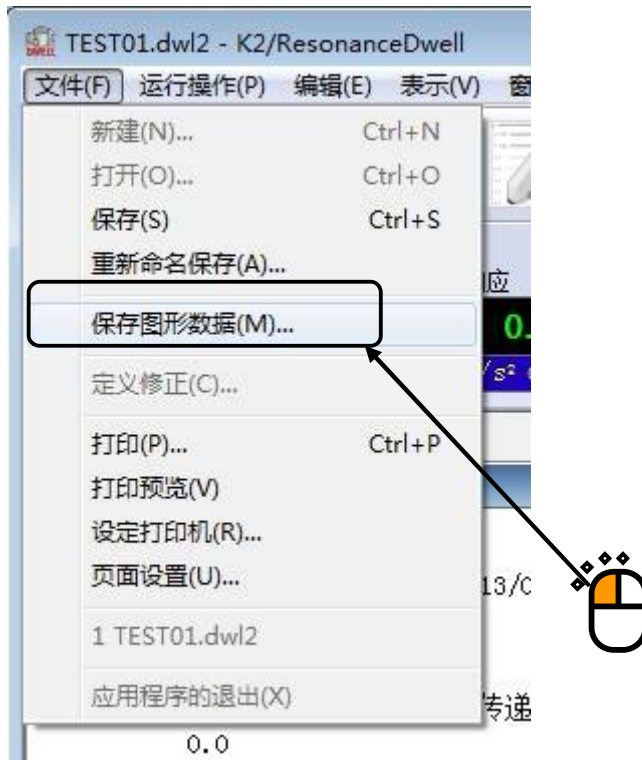 TEST01.dwl2 - K2/ResonanceDwell
文件(F) 运行操作(P) 编辑(E) 表示(V) 窗
新建(N)... Ctrl+N
打开(O)... Ctrl+O
保存(S) Ctrl+S
重新命名保存(A)...
应
保存图形数据(M)... 0.
定义修正(C)... /s²
打印(P)... Ctrl+P
打印预览(V)
设定打印机(R)...
页面设置(U)... 13/0
1 TEST01.dwl2
应用程序的退出(X) 传递
0.0